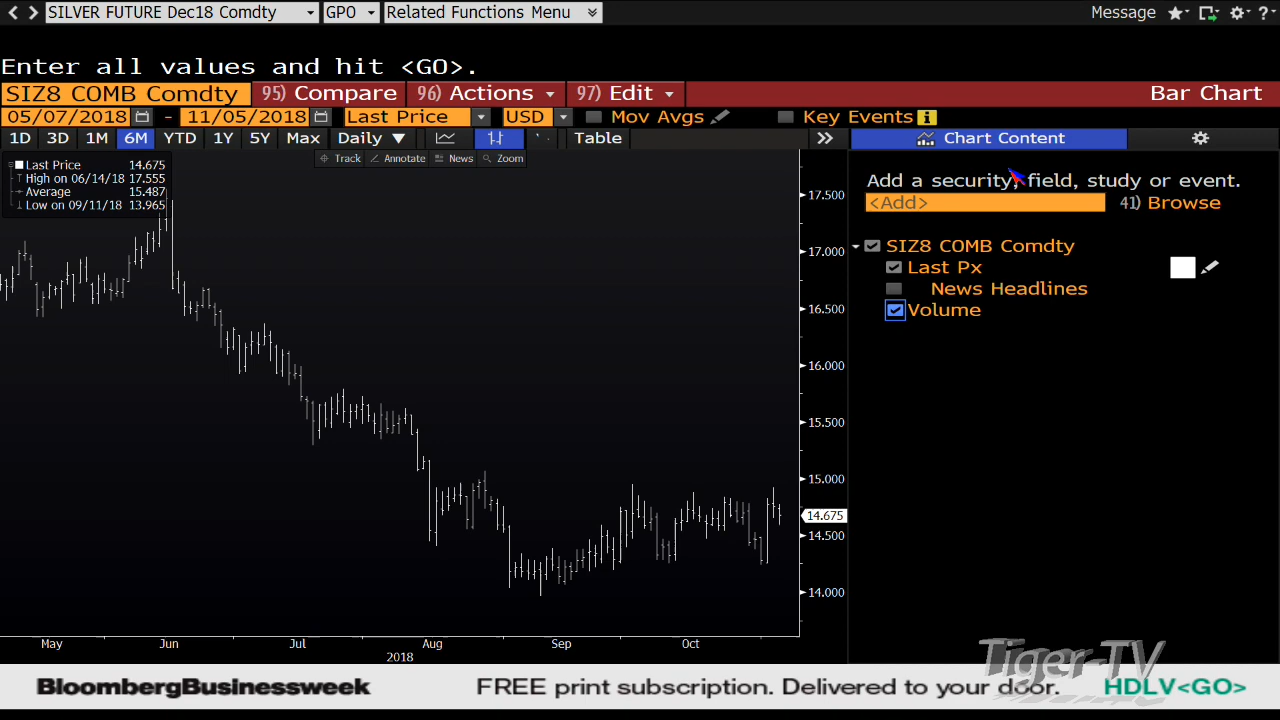 SILVER FUTURE Dec18 Comdty GPO Related Functions Menu Message ?
Enter all values and hit <GO>.
SIZ8 COMB Comdty 95) Compare 96) Actions 97) Edit Bar Chart
05/07/2018 - 11/05/2018 Last Price USD Mov Avgs Key Events i
1D 3D 1M 6M YTD 1Y 5Y Max Daily ▼ Table >> Chart Content
Track Annotate News Zoom
Last Price 14.675
High on 06/14/18 17.555
Average 15.487
Low on 09/11/18 13.965
Add a security, field, study or event.
<Add> 41) Browse
SIZ8 COMB Comdty
Last Px
News Headlines
Volume
17.500
17.000
16.500
16.000
15.500
15.000
14.675
14.500
14.000
May Jun Jul Aug Sep Oct
2018
Tiger-TV
BloombergBusinessweek FREE print subscription. Delivered to your door. HDLV<GO>